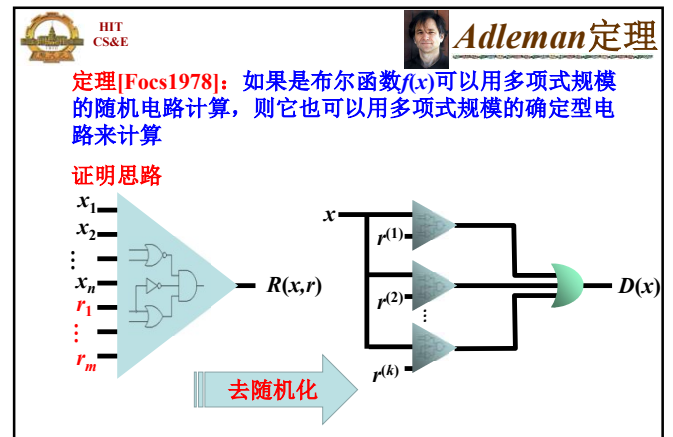 HIT
CS&E
Adleman定理
定理[Focs1978]：如果是布尔函数f(x)可以用多项式规模
的随机电路计算，则它也可以用多项式规模的确定型电
路来计算
证明思路
x1
x2
⋮
xn
r1
⋮
rm
R(x,r)
去随机化
x
r(1)
r(2)
⋮
r(k)
D(x)